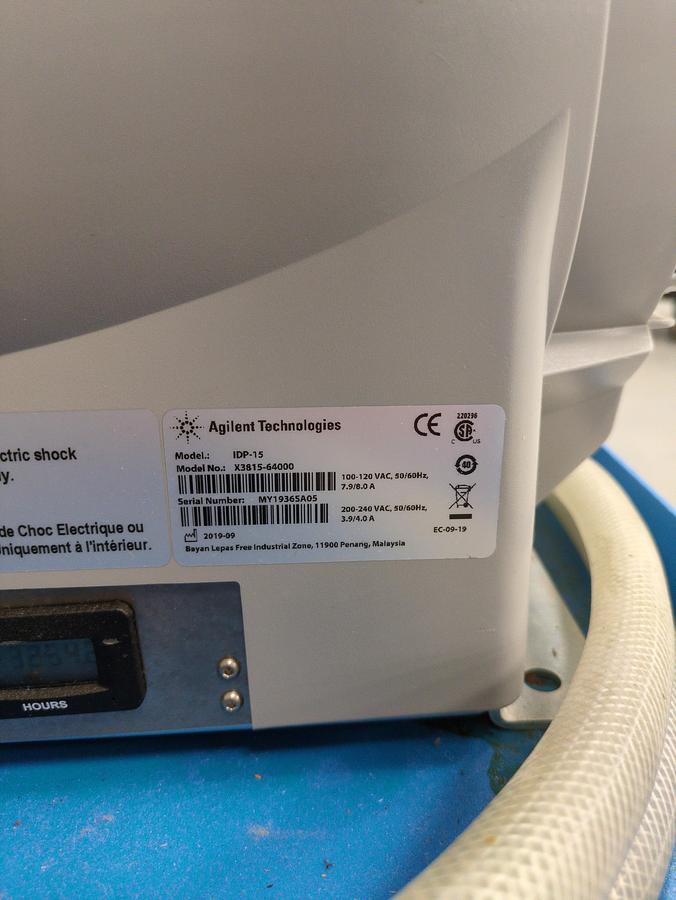 ctric shock
y.
de Choc Electrique ou
niquement à l'intérieur.
Agilent Technologies
Model.: IDP-15
Model No.: X3815-64000
Serial Number: MY19365A05
2019-09
Bayan Lepas Free Industrial Zone, 11900 Penang, Malaysia
100-120 VAC, 50/60Hz,
7.9/8.0 A
200-240 VAC, 50/60Hz,
3.9/4.0 A
CE
220236
C SA US
40
EC-09-19
HOURS